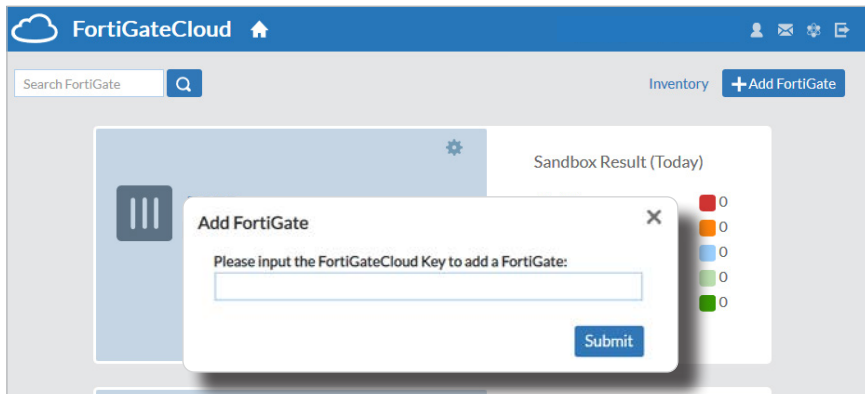 FortiGateCloud
Search FortiGate
Inventory
+Add FortiGate
Sandbox Result (Today)
0
0
0
0
0
Add FortiGate
Please input the FortiGateCloud Key to add a FortiGate:
Submit